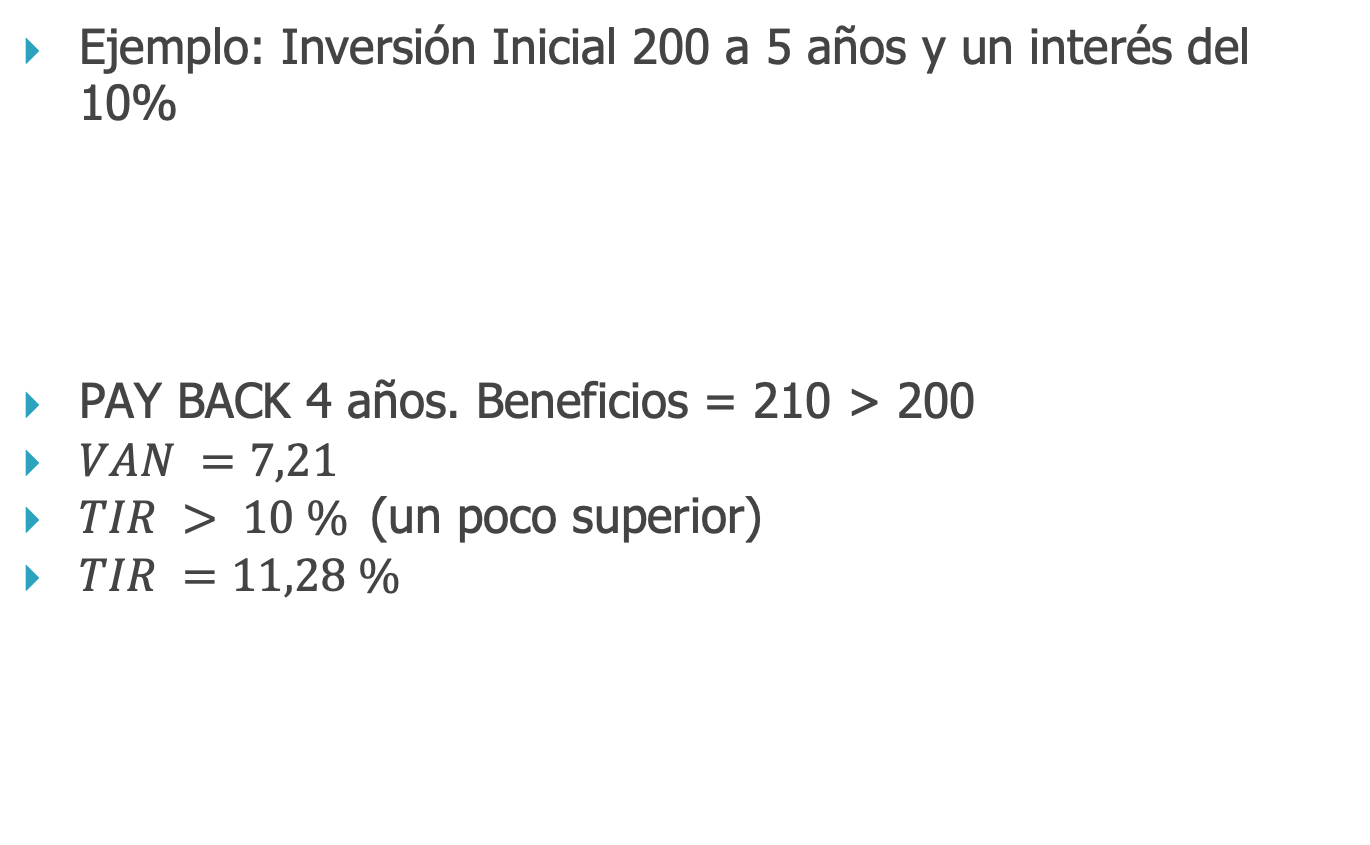 Ejemplo: Inversión Inicial 200 a 5 años y un interés del
10%
PAY BACK 4 años. Beneficios = 210 > 200
VAN = 7,21
TIR > 10 % (un poco superior)
TIR = 11,28 %